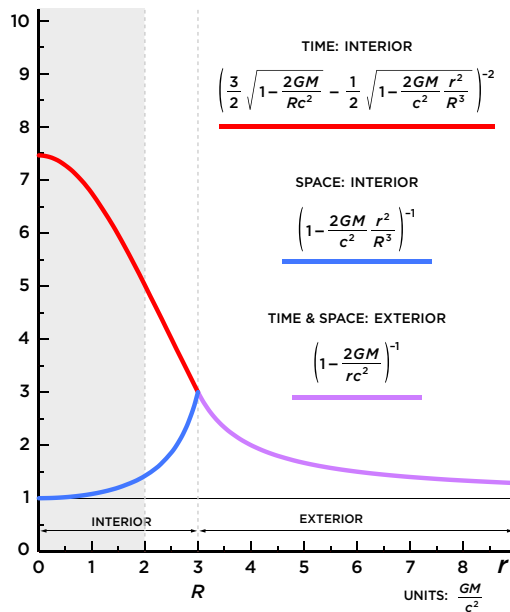 10
9
8
7
6
5
4
3
2
1
0
TIME: INTERIOR
(3/2 √(1 − 2GM/Rc²) − 1/2 √(1 − 2GM/c² r²/R³))⁻²
SPACE: INTERIOR
(1 − 2GM/c² r²/R³)⁻¹
TIME & SPACE: EXTERIOR
(1 − 2GM/rc²)⁻¹
INTERIOR
EXTERIOR
0 1 2 3 4 5 6 7 8 r
R
UNITS: GM/c²